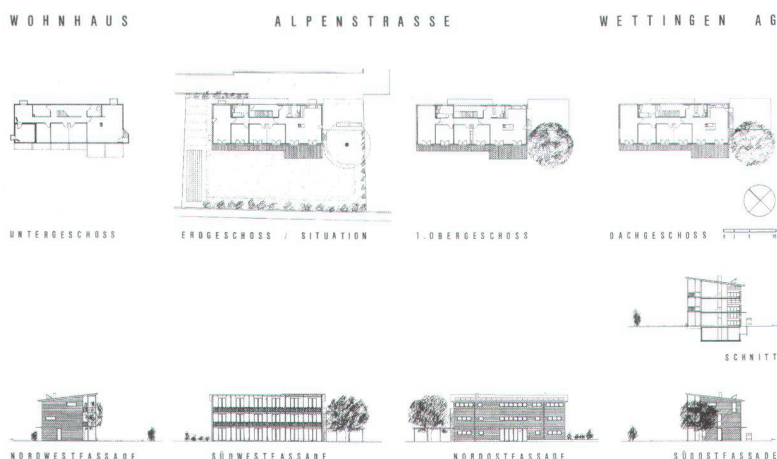 WOHNHAUS ALPENSTRASSE WETTINGEN AG
UNTERGESCHOSS ERDGESCHOSS / SITUATION 1.OBERGESCHOSS DACHGESCHOSS
SCHNITT
NORDWESTFASSADE SÜDWESTFASSADE NORDOSTFASSADE SÜDOSTFASSADE